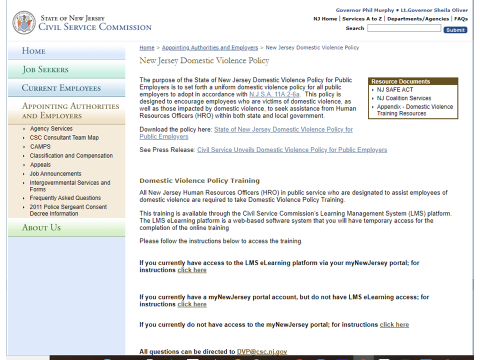 Governor Phil Murphy • Lt.Governor Sheila Oliver
STATE OF NEW JERSEY
CIVIL SERVICE COMMISSION
NJ Home | Services A to Z | Departments/Agencies | FAQs
Search Submit
HOME
JOB SEEKERS
CURRENT EMPLOYEES
APPOINTING AUTHORITIES
AND EMPLOYERS
Agency Services
CSC Consultant Team Map
CAMPS
Classification and Compensation
Appeals
Job Announcements
Intergovernmental Services and
Forms
Frequently Asked Questions
2011 Police Sergeant Consent
Decree Information
ABOUT US
Home > Appointing Authorities and Employers > New Jersey Domestic Violence Policy
New Jersey Domestic Violence Policy
The purpose of the State of New Jersey Domestic Violence Policy for Public
Employers is to set forth a uniform domestic violence policy for all public
employers to adopt in accordance with N.J.S.A. 11A:2-6a. This policy is
designed to encourage employees who are victims of domestic violence, as
well as those impacted by domestic violence, to seek assistance from Human
Resources Officers (HRO) within both state and local government.
Resource Documents
NJ SAFE ACT
NJ Coalition Services
Appendix - Domestic Violence
Training Resources
Download the policy here: State of New Jersey Domestic Violence Policy for
Public Employers
See Press Release: Civil Service Unveils Domestic Violence Policy for Public Employers
Domestic Violence Policy Training
All New Jersey Human Resources Officers (HRO) in public service who are designated to assist employees of
domestic violence are required to take Domestic Violence Policy Training.
This training is available through the Civil Service Commission's Learning Management System (LMS) platform.
The LMS eLearning platform is a web-based software system that you will have temporary access for the
completion of the online training
Please follow the instructions below to access the training.
If you currently have access to the LMS eLearning platform via your myNewJersey portal; for
instructions click here
If you currently have a myNewJersey portal account, but do not have LMS eLearning access; for
instructions click here
If you currently do not have access to the myNewJersey portal; for instructions click here
All questions can be directed to DVP@csc.nj.gov